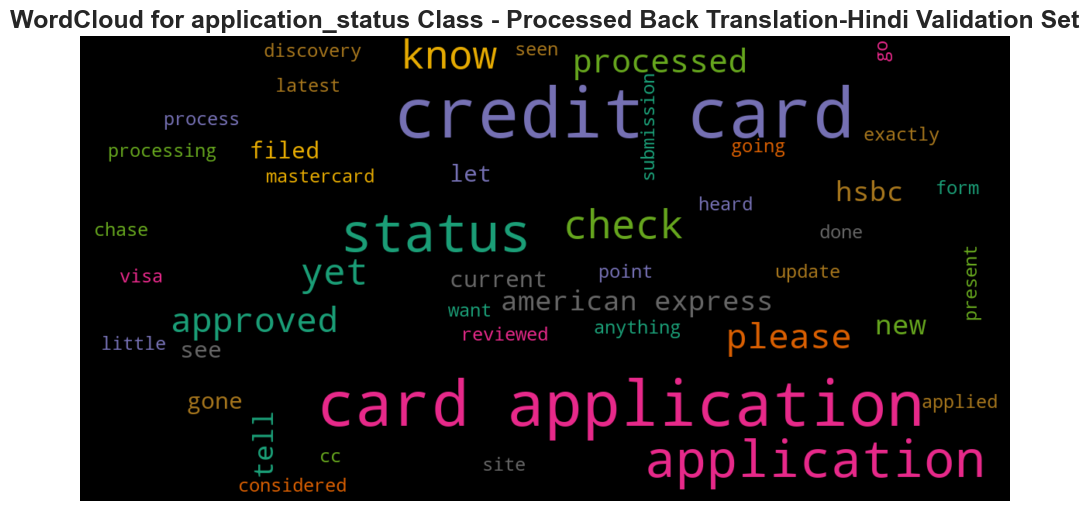 WordCloud for application_status Class - Processed Back Translation-Hindi Validation Set
discovery
know
seen
processed
go
latest
credit card
submission
process
exactly
processing
filed
going
mastercard
let
hsbc
form
heard
chase
status
check
done
visa
yet
current
point
update
present
american express
approved
want
reviewed
anything
please
new
little
see
gone
card application
applied
tell
cc
site
application
considered